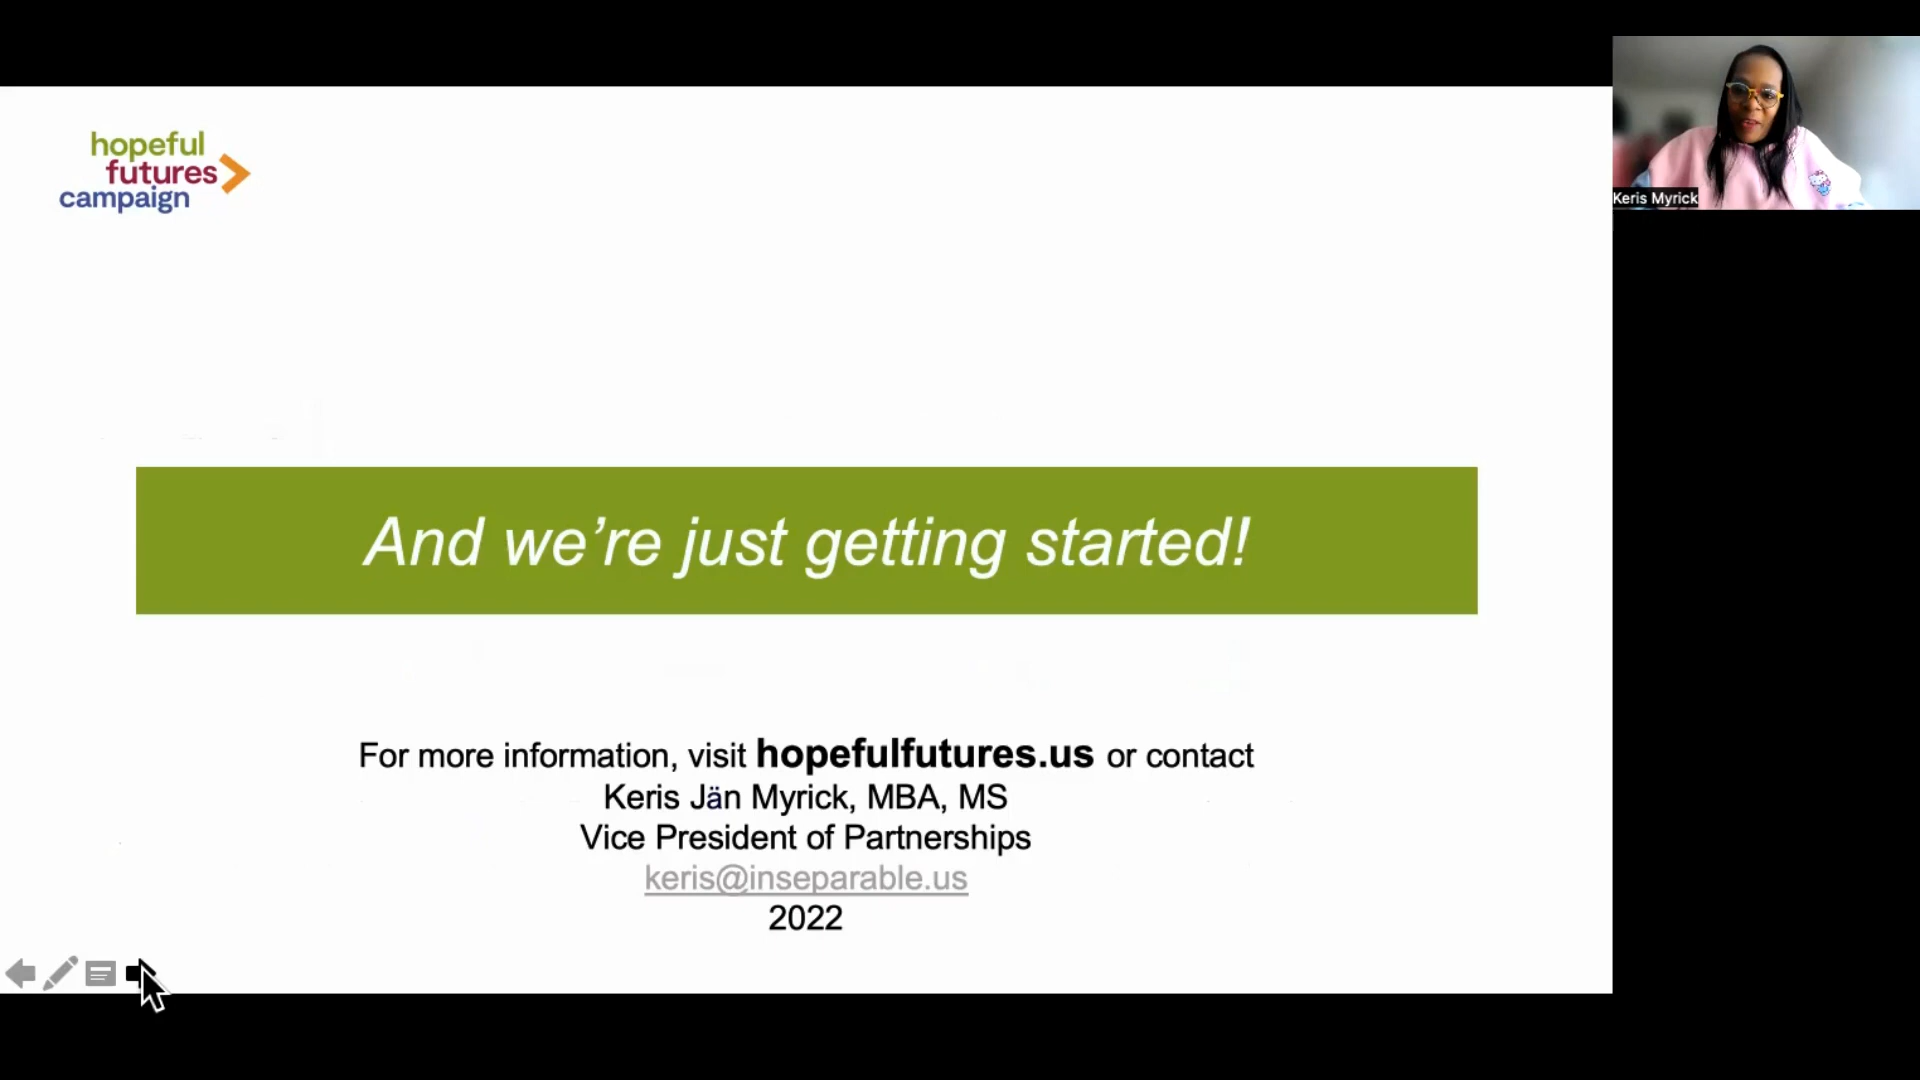 hopeful
futures
campaign
Keris Myrick
And we’re just getting started!
For more information, visit hopefulfutures.us or contact
Keris Jän Myrick, MBA, MS
Vice President of Partnerships
keris@inseparable.us
2022